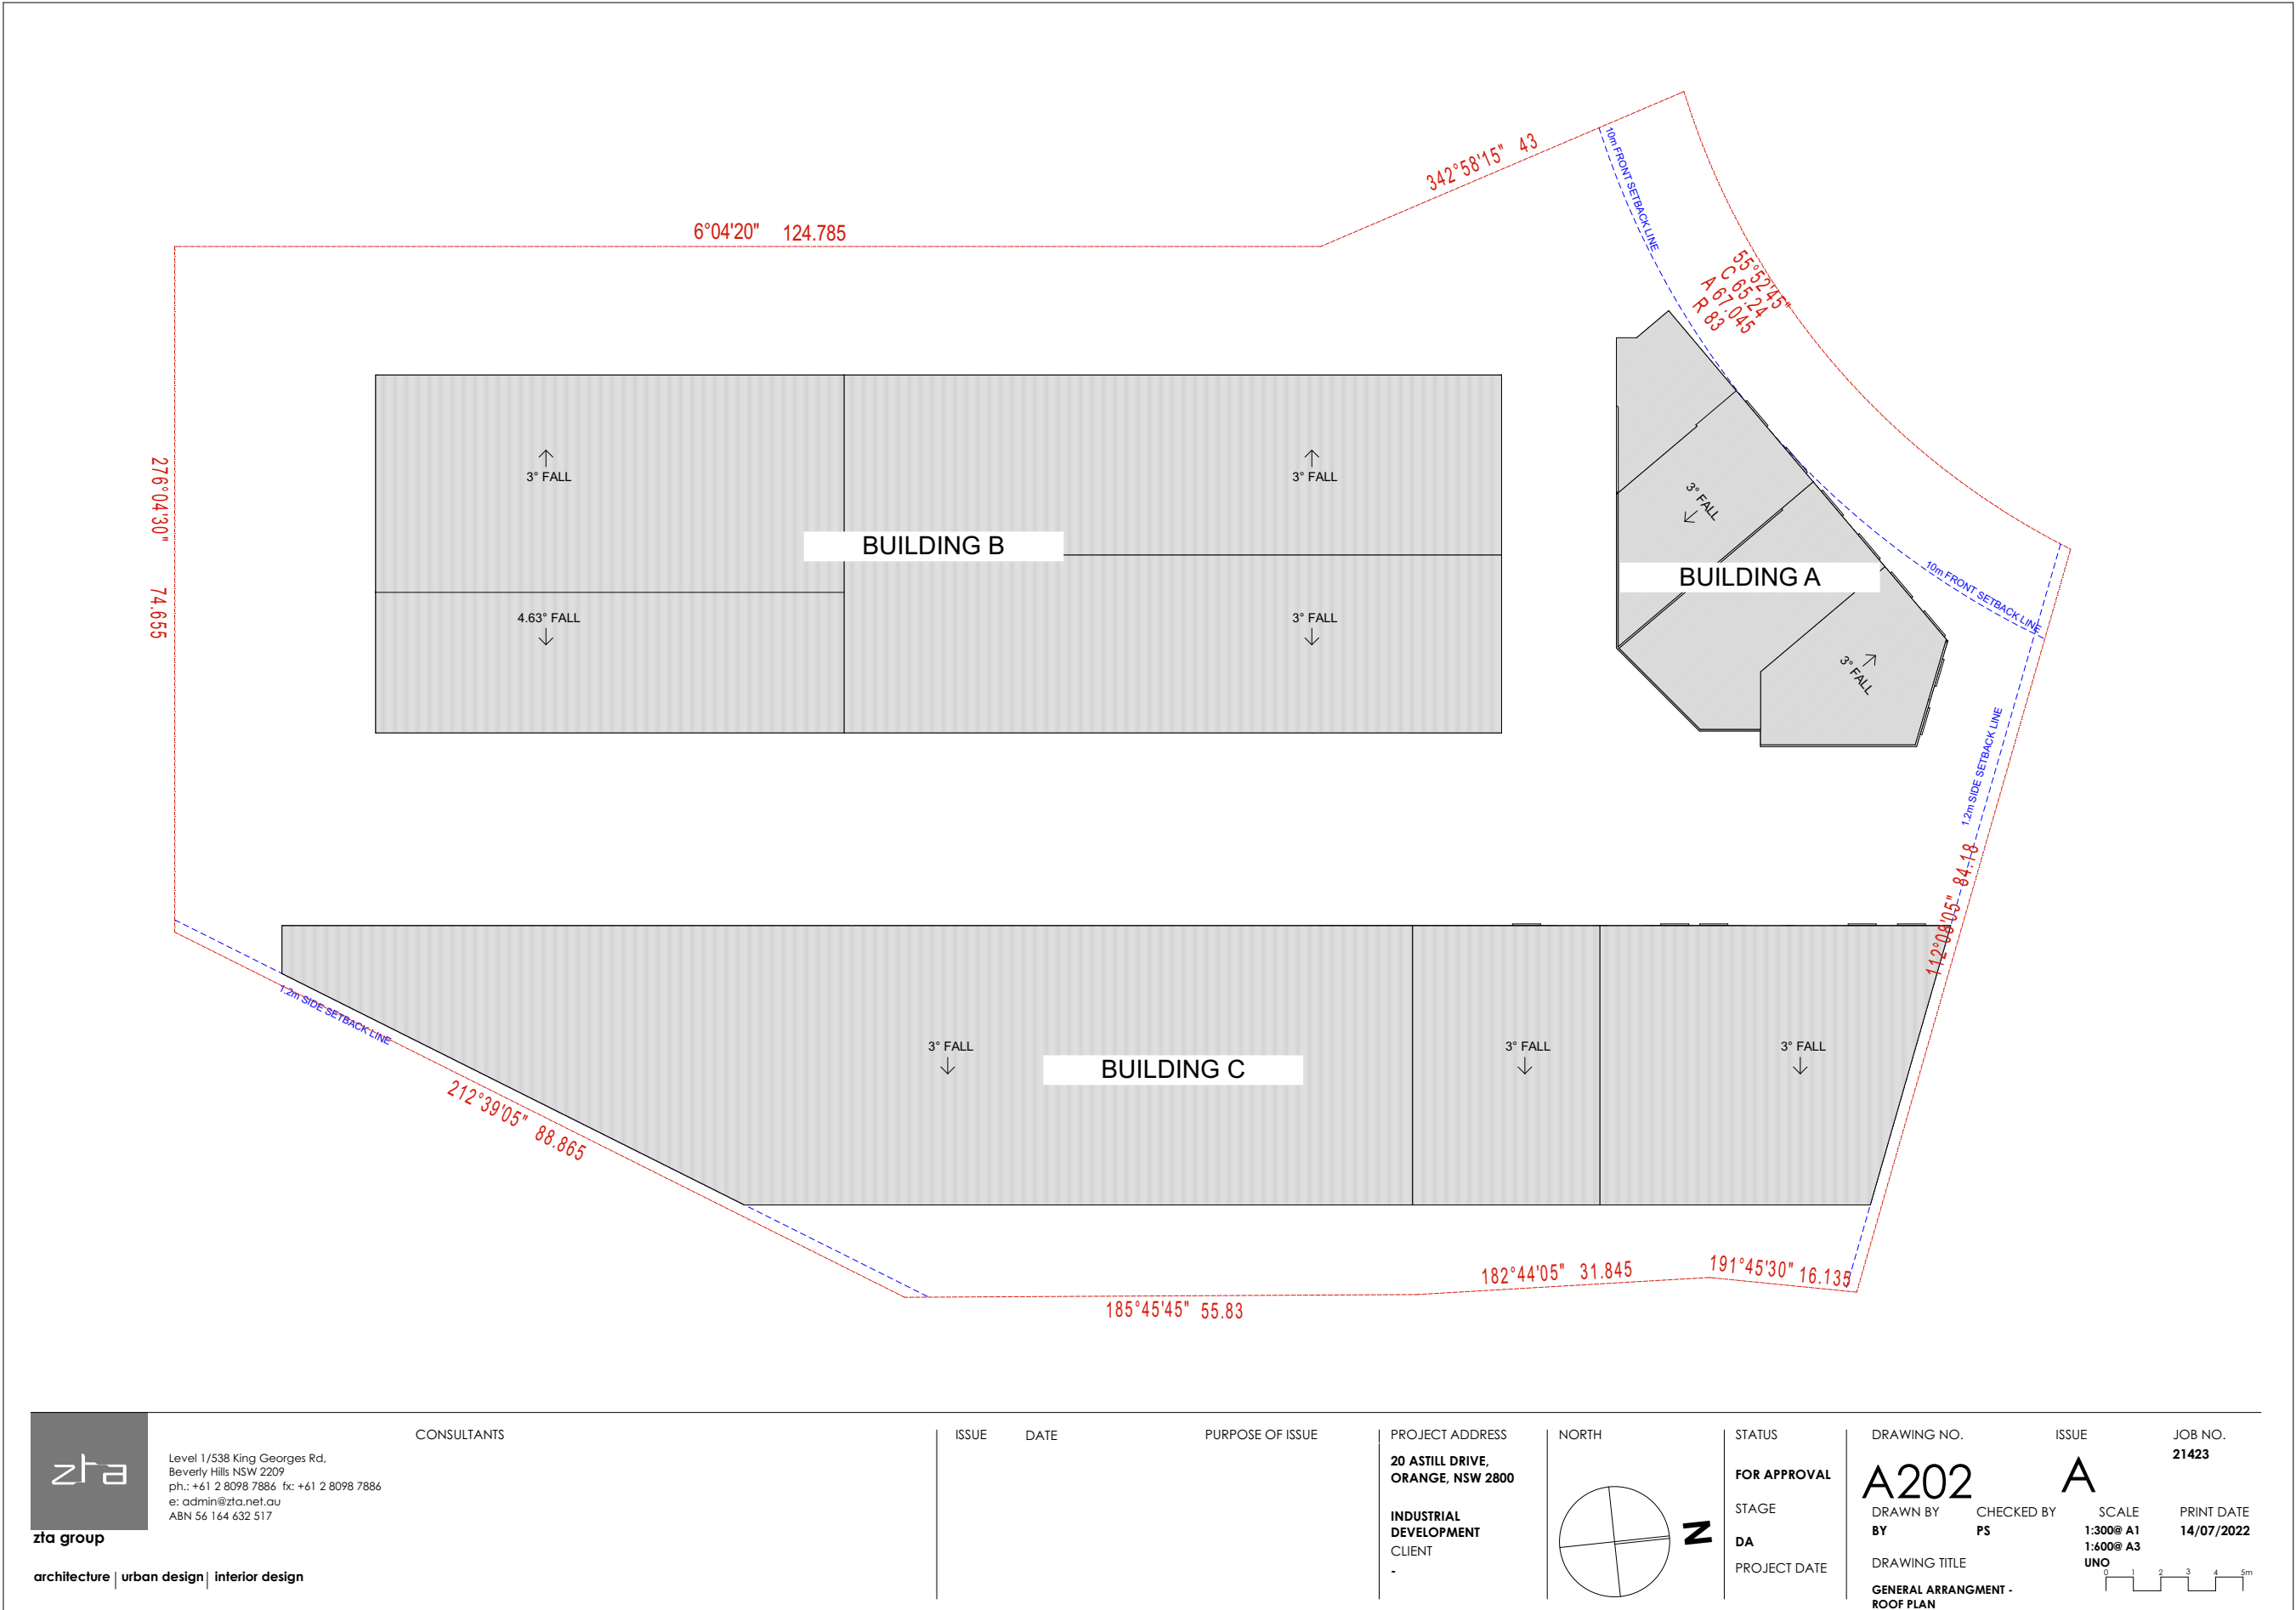 342°58'15" 43
10m FRONT SETBACK LINE
6°04'20" 124.785
55°52'45"
C 65.24
A 67.045
R 83
276°04'30" 74.655
3° FALL
3° FALL
BUILDING B
4.63° FALL
3° FALL
3° FALL
BUILDING A
3° FALL
10m FRONT SETBACK LINE
1.2m SIDE SETBACK LINE
112°08'05" 84.18
1.2m SIDE SETBACK LINE
3° FALL
BUILDING C
3° FALL
3° FALL
212°39'05" 88.865
185°45'45" 55.83
182°44'05" 31.845
191°45'30" 16.135
zta
zta group
architecture | urban design | interior design
CONSULTANTS
Level 1/538 King Georges Rd,
Beverly Hills NSW 2209
ph.: +61 2 8098 7886 fx: +61 2 8098 7886
e: admin@zta.net.au
ABN 56 164 632 517
ISSUE DATE PURPOSE OF ISSUE
PROJECT ADDRESS
20 ASTILL DRIVE,
ORANGE, NSW 2800
INDUSTRIAL
DEVELOPMENT
CLIENT
-
NORTH
N
STATUS
FOR APPROVAL
STAGE
DA
PROJECT DATE
DRAWING NO. ISSUE JOB NO.
21423
A202 A
DRAWN BY CHECKED BY SCALE PRINT DATE
BY PS 1:300@ A1 14/07/2022
1:600@ A3
UNO
DRAWING TITLE
0 1 2 3 4 5m
GENERAL ARRANGMENT -
ROOF PLAN